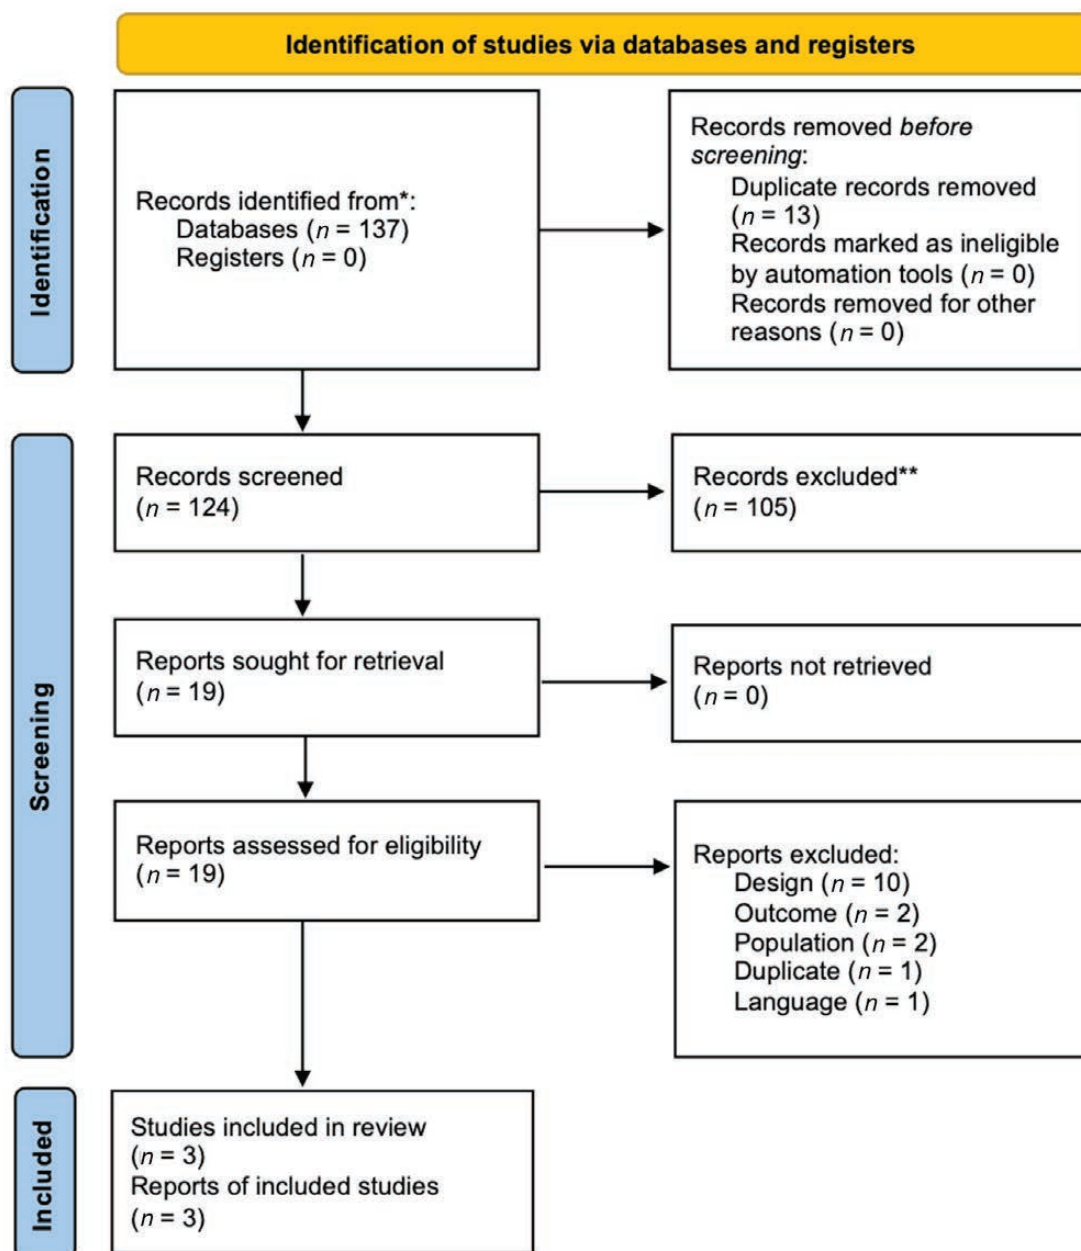 Identification of studies via databases and registers
Identification
Records identified from*:
Databases (n = 137)
Registers (n = 0)
Records removed before
screening:
Duplicate records removed
(n = 13)
Records marked as ineligible
by automation tools (n = 0)
Records removed for other
reasons (n = 0)
Screening
Records screened
(n = 124)
Records excluded**
(n = 105)
Reports sought for retrieval
(n = 19)
Reports not retrieved
(n = 0)
Reports assessed for eligibility
(n = 19)
Reports excluded:
Design (n = 10)
Outcome (n = 2)
Population (n = 2)
Duplicate (n = 1)
Language (n = 1)
Included
Studies included in review
(n = 3)
Reports of included studies
(n = 3)